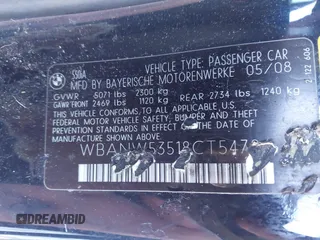 VEHICLE TYPE: PASSENGER CAR
MFD BY BAYERISCHE MOTORENWERKE 05/08
GVWR 5071 lbs 2300 kg
GAWR FRONT 2469 lbs 1120 kg REAR 2734 lbs 1240 kg
THIS VEHICLE CONFORMS TO ALL APPLICABLE
FEDERAL MOTOR VEHICLE SAFETY, BUMPER
AND THEFT PREVENTION STANDARDS IN EFFECT
ON THE DATE OF MANUFACTURE SHOWN ABOVE
WBANW53518CT547
DREAMBID